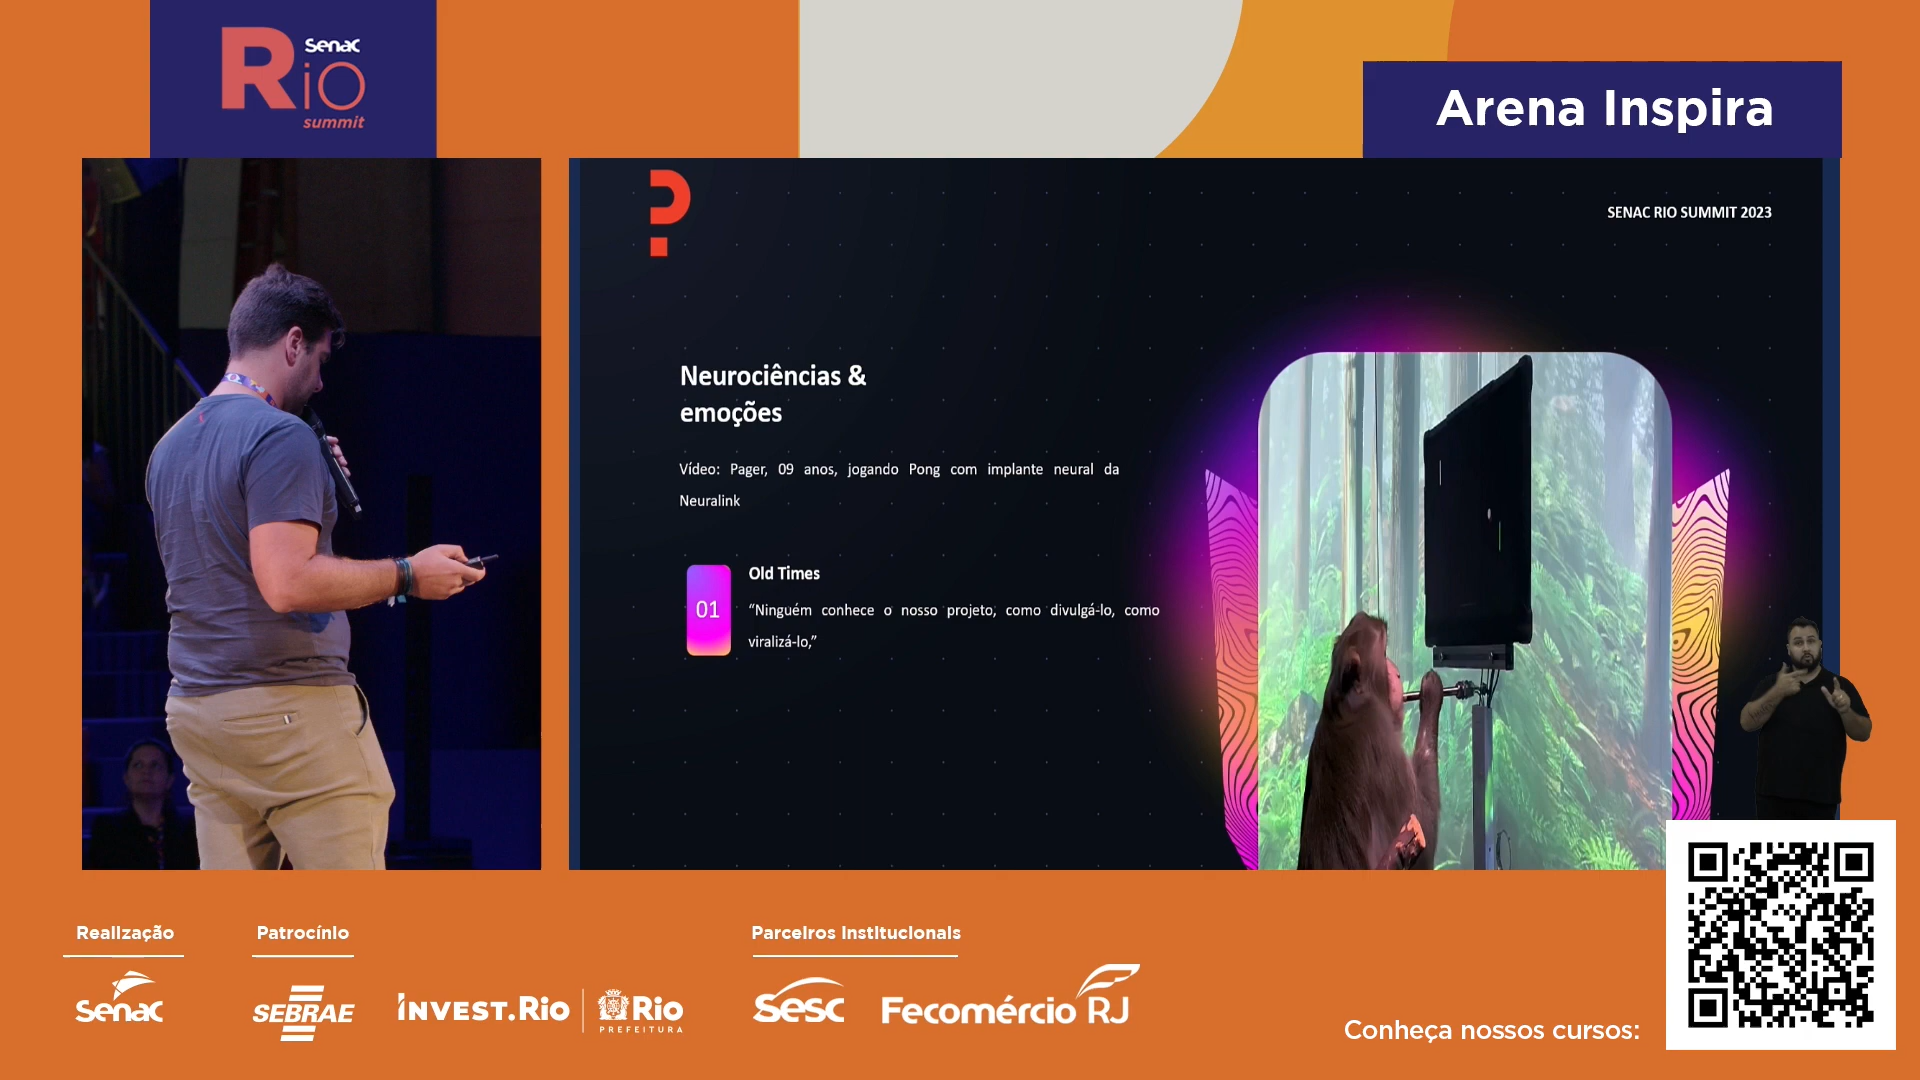 Senac
Rio
summit
Arena Inspira
SENAC RIO SUMMIT 2023
Neurociências &
emoções
Vídeo: Pager, 09 anos, jogando Pong com implante neural da
Neuralink
01
Old Times
“Ninguém conhece o nosso projeto, como divulgá-lo, como
viralizá-lo,”
Realização
Patrocínio
Parceiros Institucionais
Senac
SEBRAE
INVEST.Rio
Rio
PREFEITURA
Sesc
Fecomércio RJ
Conheça nossos cursos: